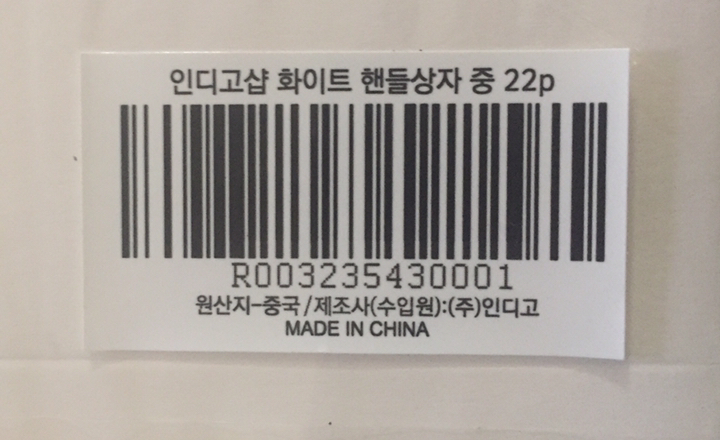 인디고샵 화이트 핸들상자 중 22p
R003235430001
원산지-중국/제조사(수입원):(주)인디고
MADE IN CHINA